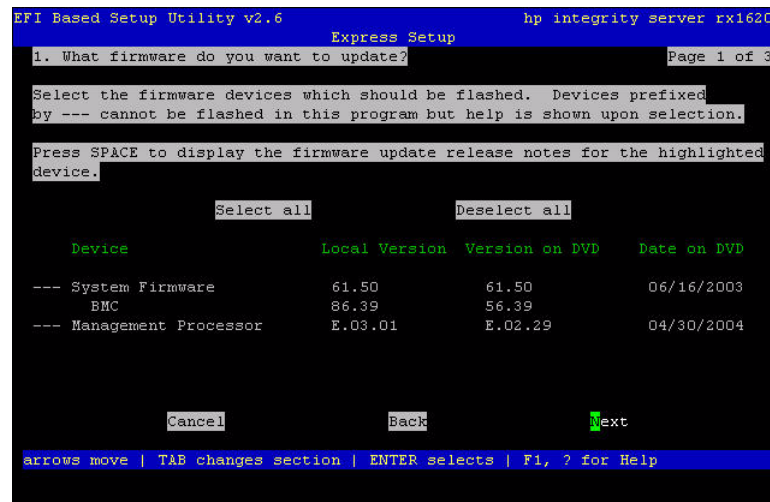 EFI Based Setup Utility v2.6 hp integrity server rx1620
Express Setup
1. What firmware do you want to update? Page 1 of 3
Select the firmware devices which should be flashed. Devices prefixed
by --- cannot be flashed in this program but help is shown upon selection.
Press SPACE to display the firmware update release notes for the highlighted
device.
Select all Deselect all
Device Local Version Version on DVD Date on DVD
--- System Firmware 61.50 61.50 06/16/2003
BMC 86.39 56.39
--- Management Processor E.03.01 E.02.29 04/30/2004
Cancel Back Next
arrows move | TAB changes section | ENTER selects | F1, ? for Help